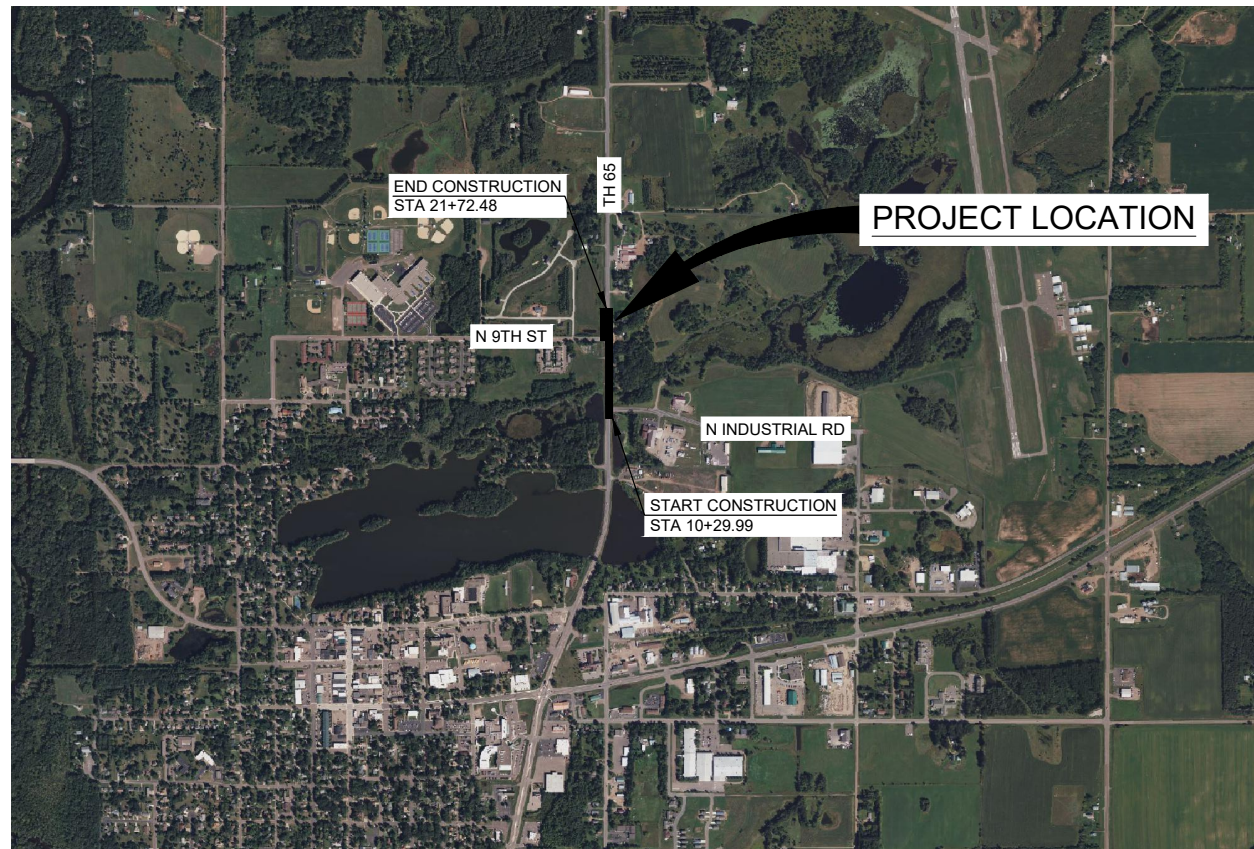 TH 65
END CONSTRUCTION
STA 21+72.48
PROJECT LOCATION
N 9TH ST
N INDUSTRIAL RD
START CONSTRUCTION
STA 10+29.99